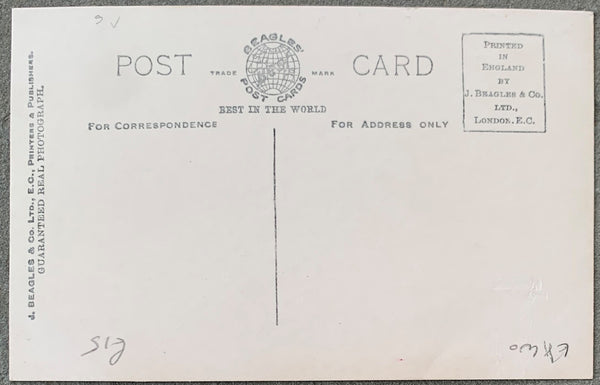 POST CARD
BEAGLES'
TRADE MARK
POST CARDS
BEST IN THE WORLD
PRINTED
IN
ENGLAND
BY
J. BEAGLES & CO.
LTD.,
LONDON. E.C.
FOR CORRESPONDENCE
FOR ADDRESS ONLY
J. BEAGLES & CO. LTD., E.C., PRINTERS & PUBLISHERS.
GUARANTEED REAL PHOTOGRAPH.
£15